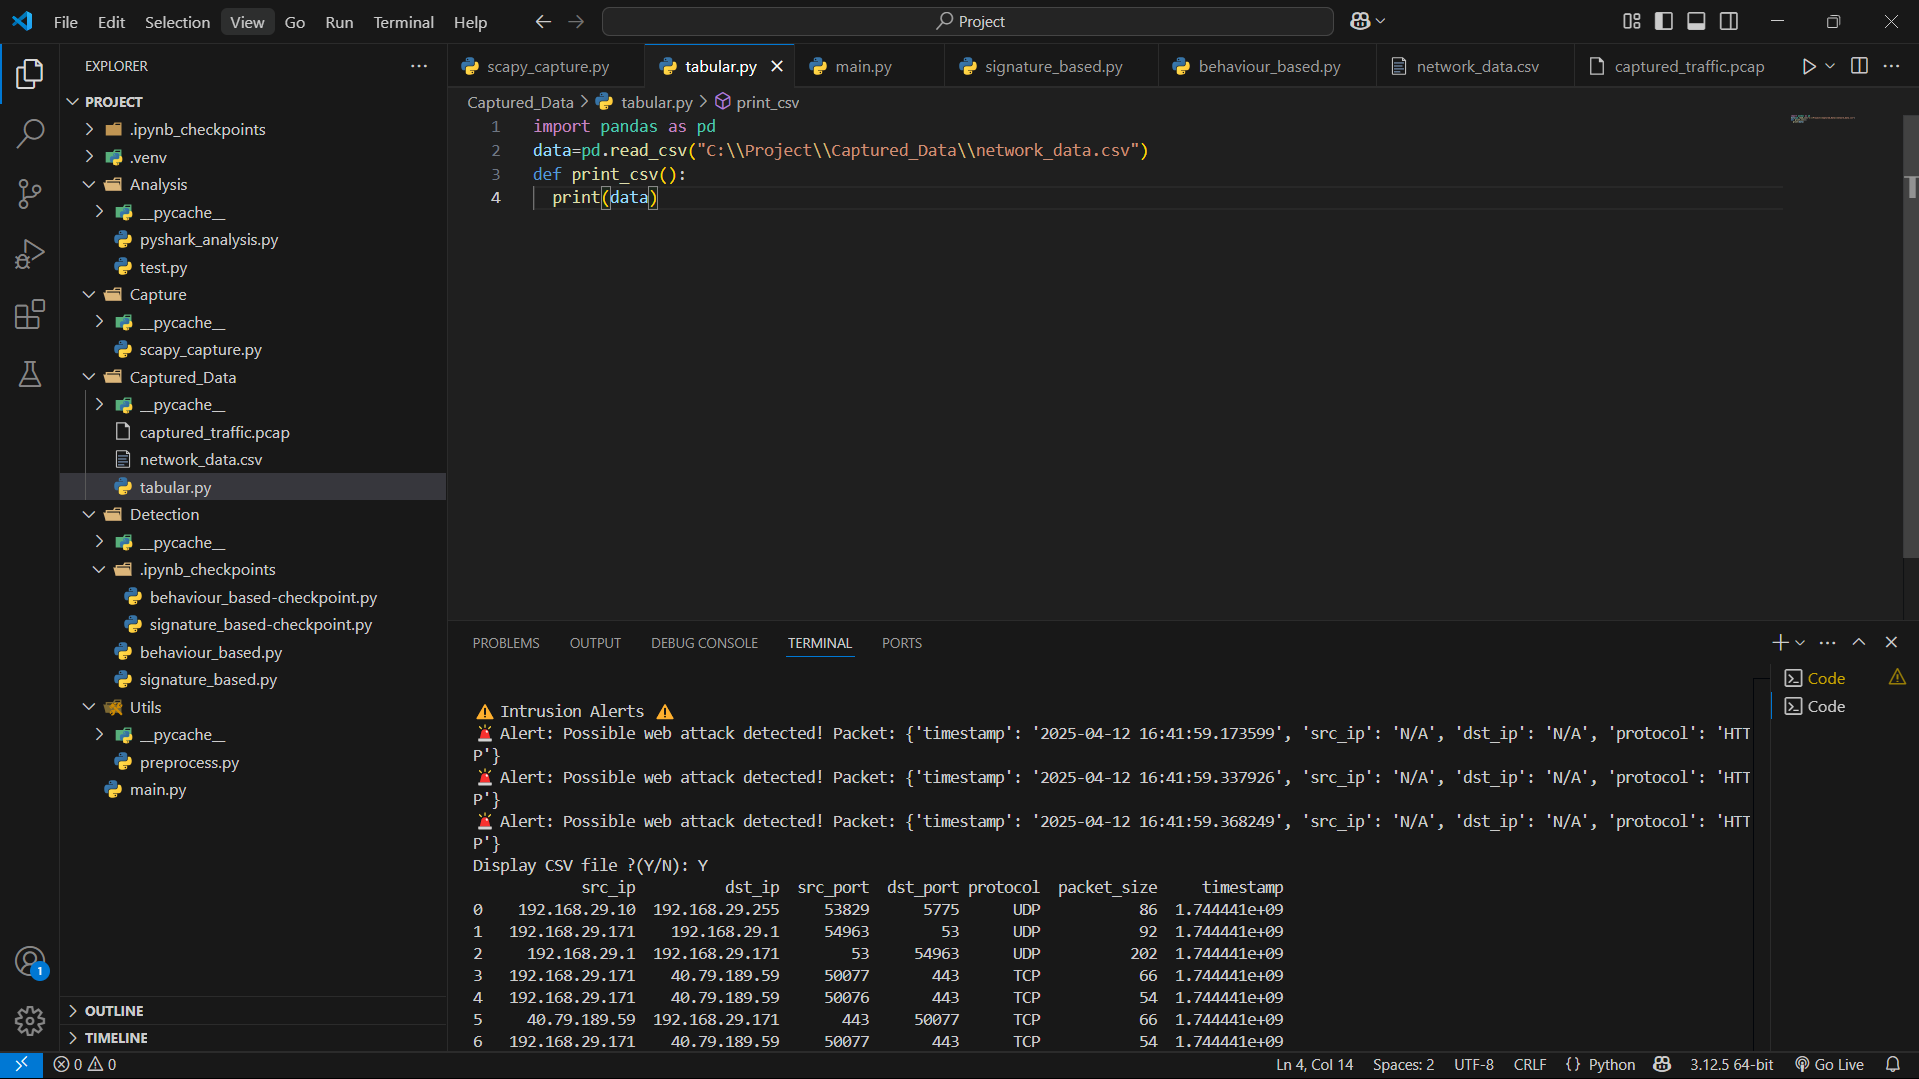 File Edit Selection View Go Run Terminal Help
Project
EXPLORER
PROJECT
.ipynb_checkpoints
.venv
Analysis
__pycache__
pyshark_analysis.py
test.py
Capture
__pycache__
scapy_capture.py
Captured_Data
__pycache__
captured_traffic.pcap
network_data.csv
tabular.py
Detection
__pycache__
.ipynb_checkpoints
behaviour_based-checkpoint.py
signature_based-checkpoint.py
behaviour_based.py
signature_based.py
Utils
__pycache__
preprocess.py
main.py
OUTLINE
TIMELINE
scapy_capture.py tabular.py main.py signature_based.py behaviour_based.py network_data.csv captured_traffic.pcap
Captured_Data > tabular.py > print_csv
1 import pandas as pd
2 data=pd.read_csv("C:\\Project\\Captured_Data\\network_data.csv")
3 def print_csv():
4 print(data)
PROBLEMS OUTPUT DEBUG CONSOLE TERMINAL PORTS
Code
Code
⚠ Intrusion Alerts ⚠
🚨 Alert: Possible web attack detected! Packet: {'timestamp': '2025-04-12 16:41:59.173599', 'src_ip': 'N/A', 'dst_ip': 'N/A', 'protocol': 'HTT
P'}
🚨 Alert: Possible web attack detected! Packet: {'timestamp': '2025-04-12 16:41:59.337926', 'src_ip': 'N/A', 'dst_ip': 'N/A', 'protocol': 'HTT
P'}
🚨 Alert: Possible web attack detected! Packet: {'timestamp': '2025-04-12 16:41:59.368249', 'src_ip': 'N/A', 'dst_ip': 'N/A', 'protocol': 'HTT
P'}
Display CSV file ?(Y/N): Y
src_ip dst_ip src_port dst_port protocol packet_size timestamp
0 192.168.29.10 192.168.29.255 53829 5775 UDP 86 1.744441e+09
1 192.168.29.171 192.168.29.1 54963 53 UDP 92 1.744441e+09
2 192.168.29.1 192.168.29.171 53 54963 UDP 202 1.744441e+09
3 192.168.29.171 40.79.189.59 50077 443 TCP 66 1.744441e+09
4 192.168.29.171 40.79.189.59 50076 443 TCP 54 1.744441e+09
5 40.79.189.59 192.168.29.171 443 50077 TCP 66 1.744441e+09
6 192.168.29.171 40.79.189.59 50077 443 TCP 54 1.744441e+09
1
0 0 Ln 4, Col 14 Spaces: 2 UTF-8 CRLF {} Python 3.12.5 64-bit Go Live